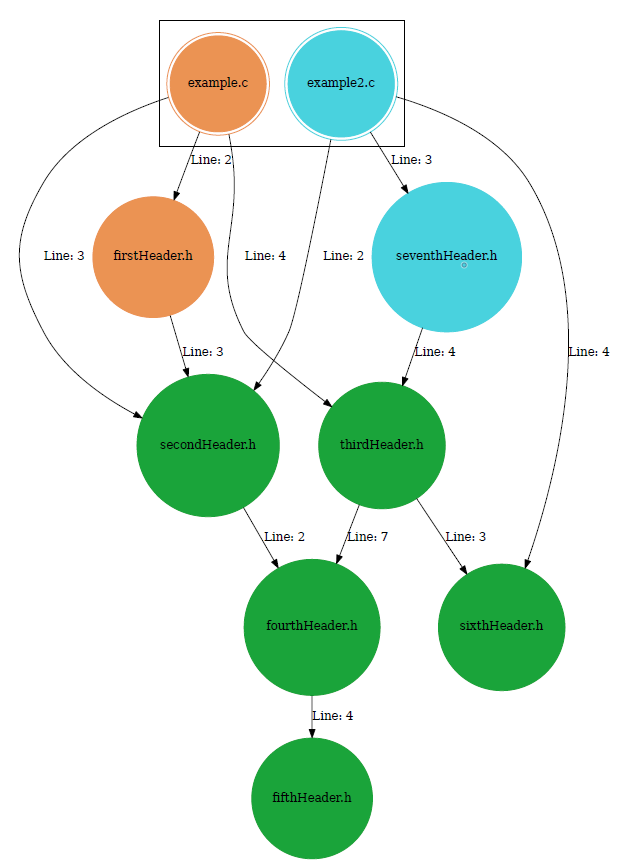 example.c
example2.c
Line: 2
Line: 3
firstHeader.h
seventhHeader.h
Line: 3
Line: 4
Line: 2
Line: 3
Line: 4
Line: 4
secondHeader.h
thirdHeader.h
Line: 2
Line: 7
Line: 3
fourthHeader.h
sixthHeader.h
Line: 4
fifthHeader.h